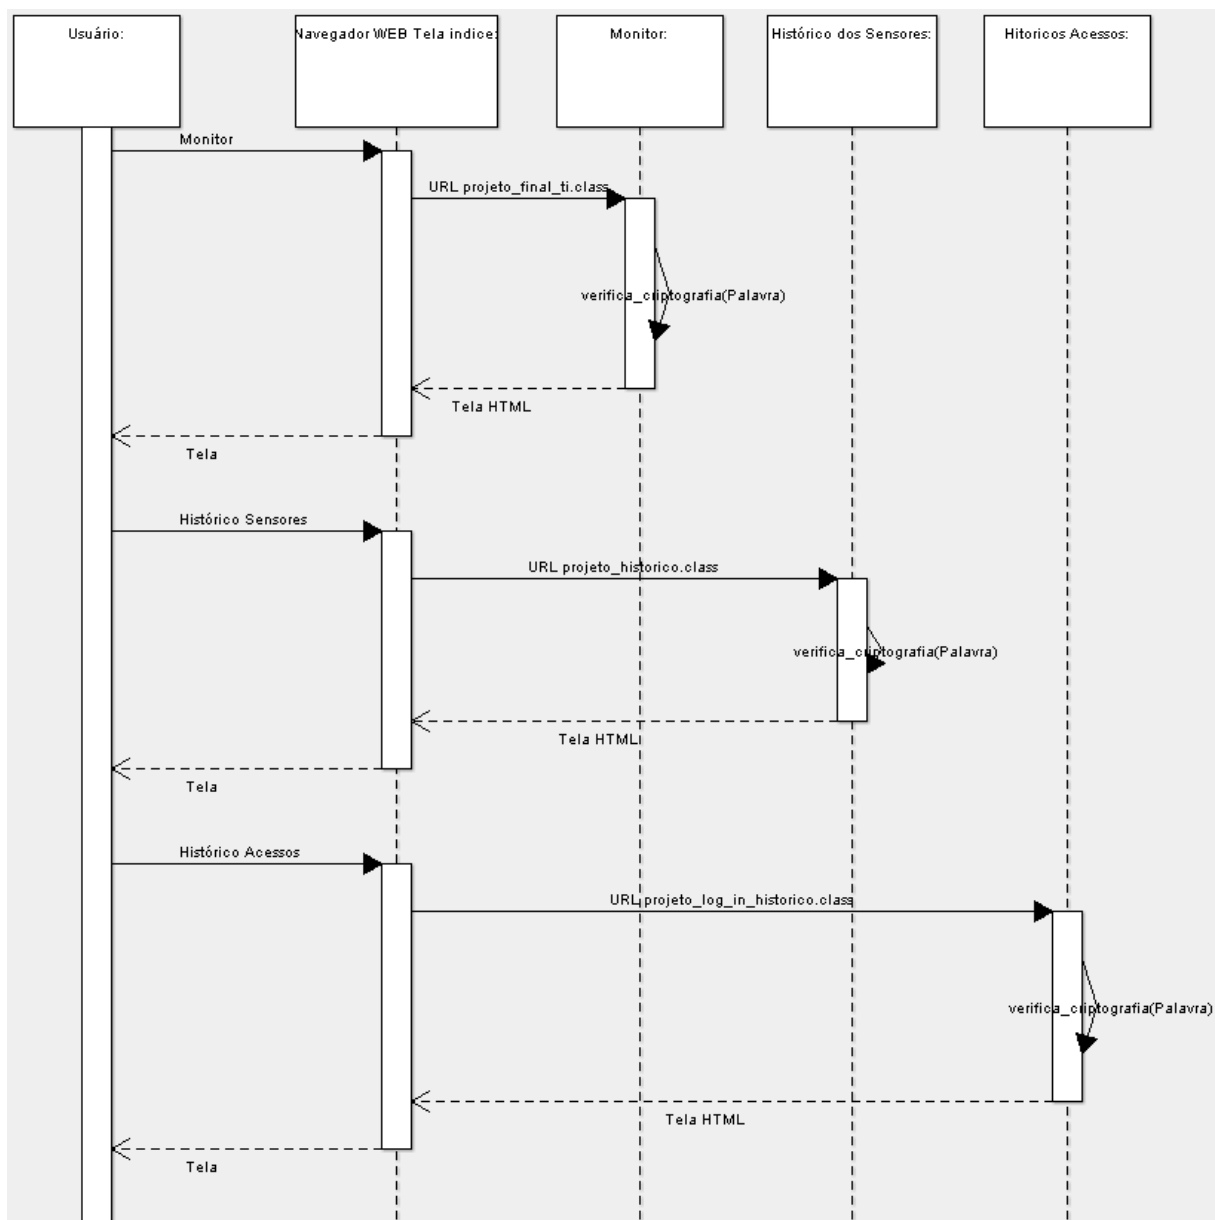 Usuário:
Navegador WEB Tela indice:
Monitor:
Histórico dos Sensores:
Hitoricos Acessos:
Monitor
URL projeto_final_ti.class
verifica_criptografia(Palavra)
Tela HTML
Tela
Histórico Sensores
URL projeto_historico.class
verifica_criptografia(Palavra)
Tela HTML
Tela
Histórico Acessos
URL projeto_log_in_historico.class
verifica_criptografia(Palavra)
Tela HTML
Tela